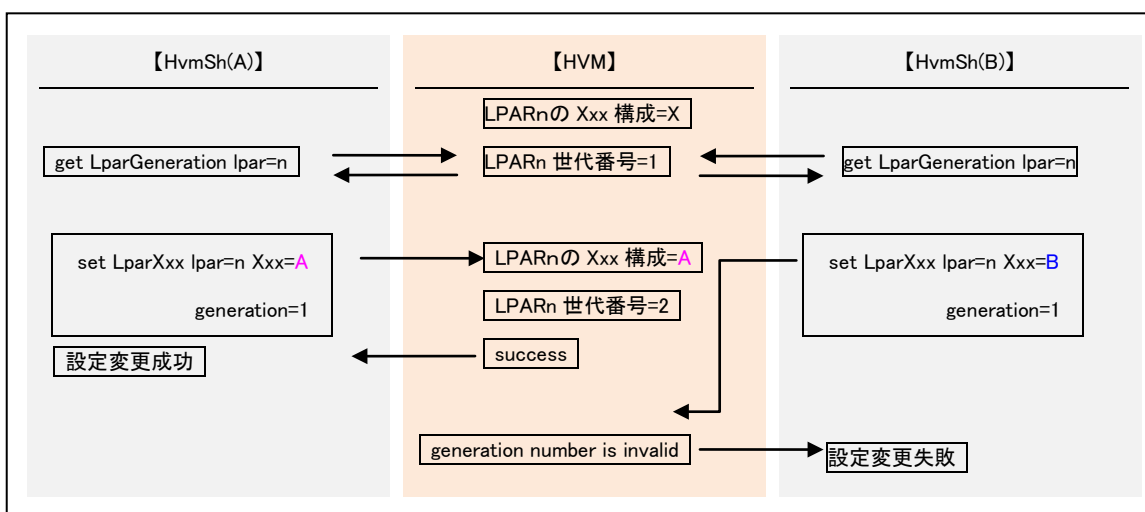 【HvmSh(A)】
【HVM】
【HvmSh(B)】
LPARnの Xxx 構成=X
get LparGeneration lpar=n
LPARn 世代番号=1
get LparGeneration lpar=n
set LparXxx lpar=n Xxx=A
generation=1
LPARnの Xxx 構成=A
set LparXxx lpar=n Xxx=B
generation=1
LPARn 世代番号=2
設定変更成功
success
generation number is invalid
設定変更失敗